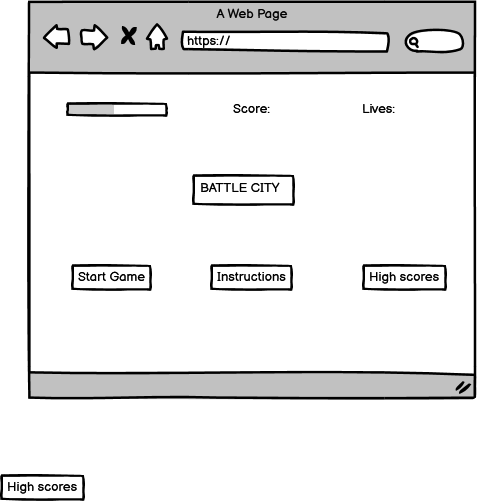 A Web Page
https://
Score:
Lives:
BATTLE CITY
Start Game
Instructions
High scores
High scores